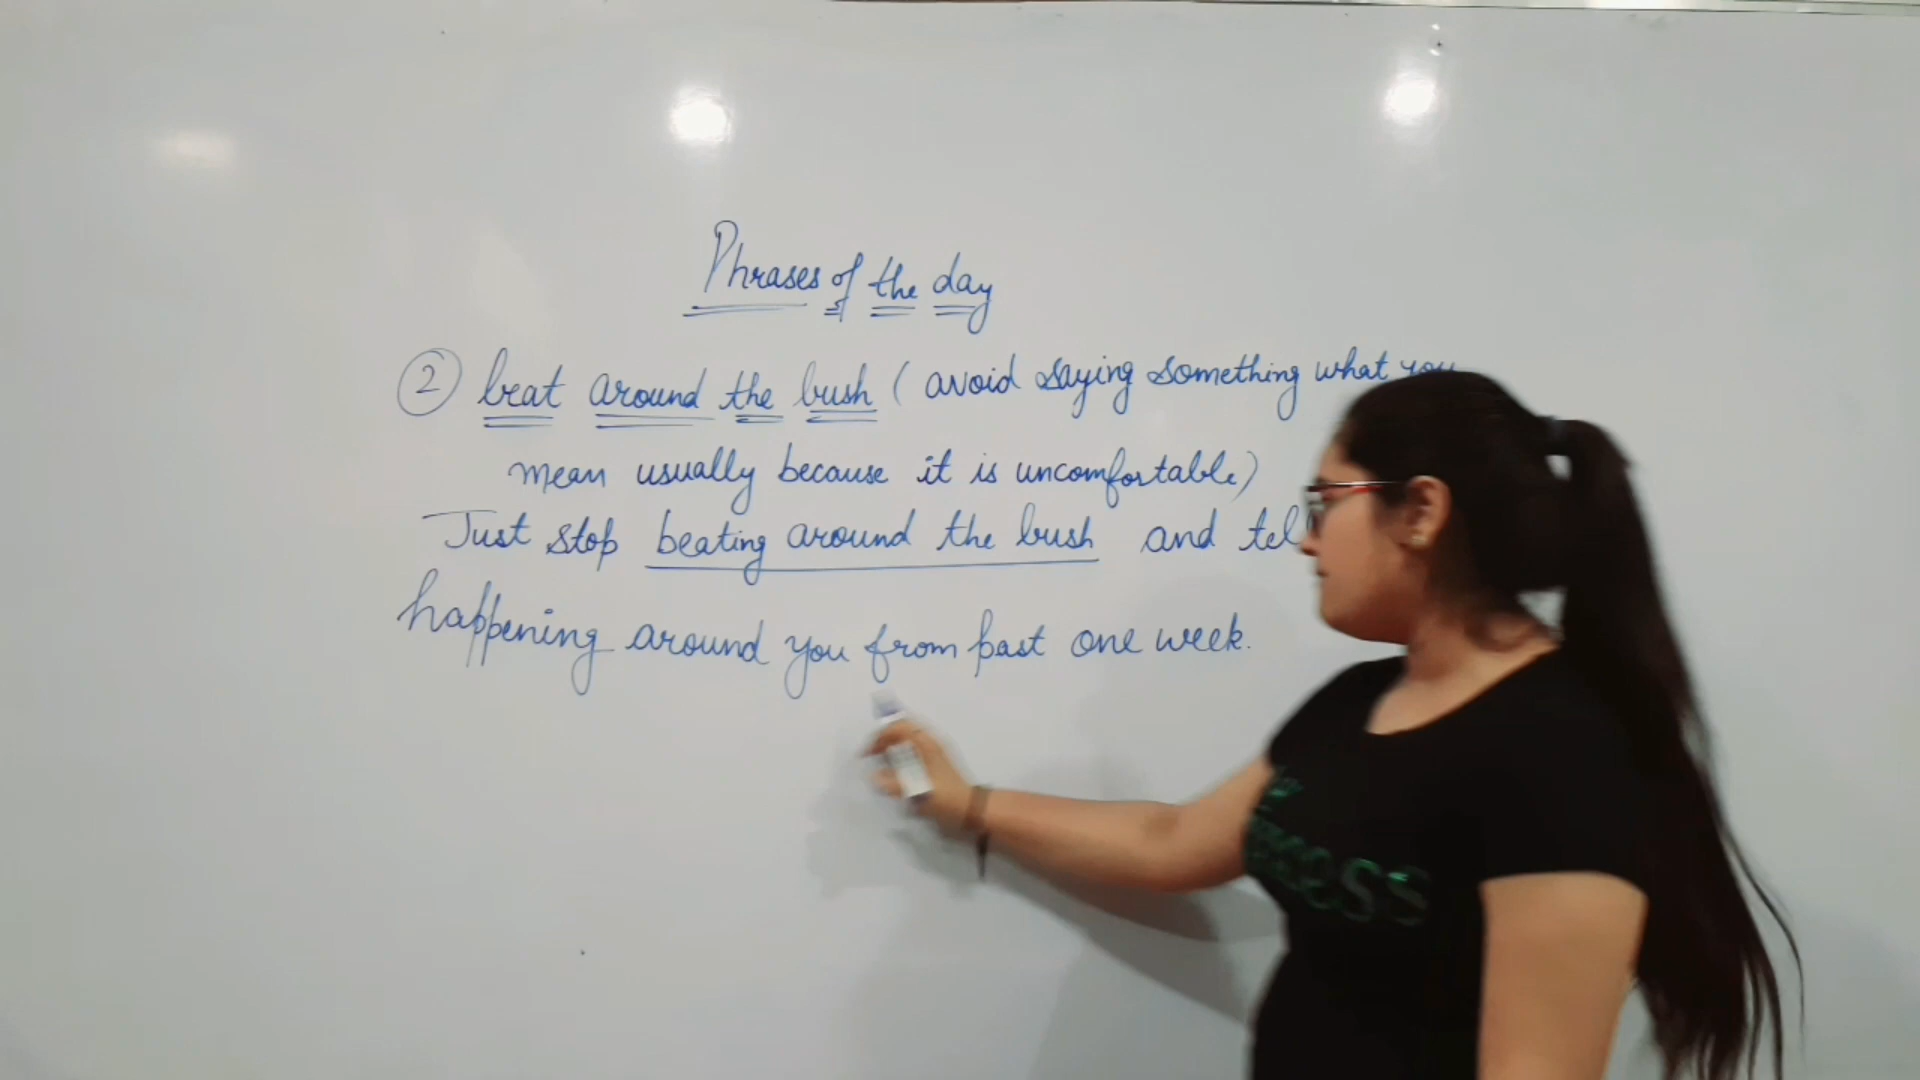 Phrases of the day
② beat around the bush ( avoid saying something what you
mean usually because it is uncomfortable)
Just stop beating around the bush and tel
happening around you from past one week.